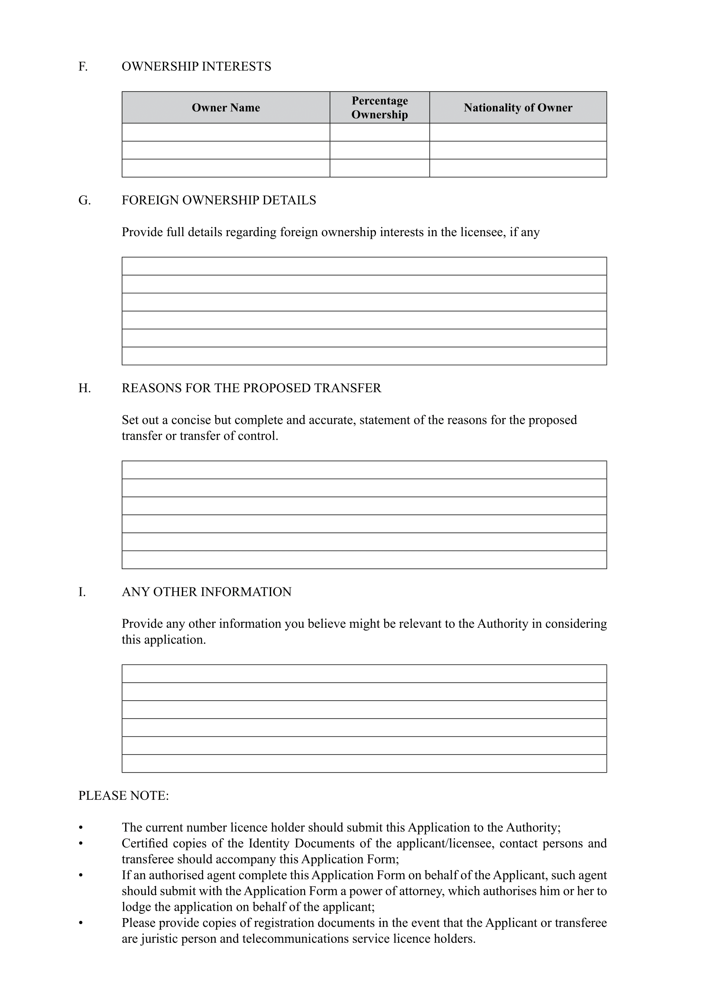 F. OWNERSHIP INTERESTS
Owner Name Percentage Ownership Nationality of Owner
G. FOREIGN OWNERSHIP DETAILS
Provide full details regarding foreign ownership interests in the licensee, if any
H. REASONS FOR THE PROPOSED TRANSFER
Set out a concise but complete and accurate, statement of the reasons for the proposed
transfer or transfer of control.
I. ANY OTHER INFORMATION
Provide any other information you believe might be relevant to the Authority in considering
this application.
PLEASE NOTE:
• The current number licence holder should submit this Application to the Authority;
• Certified copies of the Identity Documents of the applicant/licensee, contact persons and
transferee should accompany this Application Form;
• If an authorised agent complete this Application Form on behalf of the Applicant, such agent
should submit with the Application Form a power of attorney, which authorises him or her to
lodge the application on behalf of the applicant;
• Please provide copies of registration documents in the event that the Applicant or transferee
are juristic person and telecommunications service licence holders.